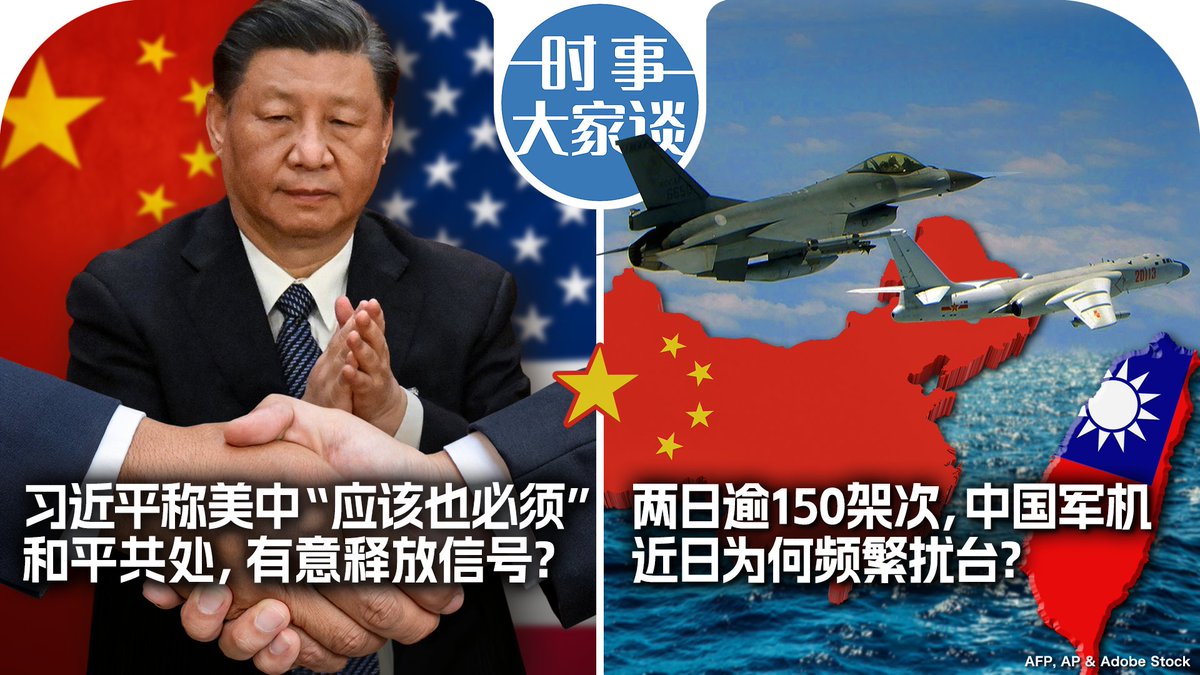 时事
大家谈
习近平称美中“应该也必须”
和平共处, 有意释放信号?
两日逾150架次, 中国军机
近日为何频繁扰台?
20113
AFP, AP & Adobe Stock